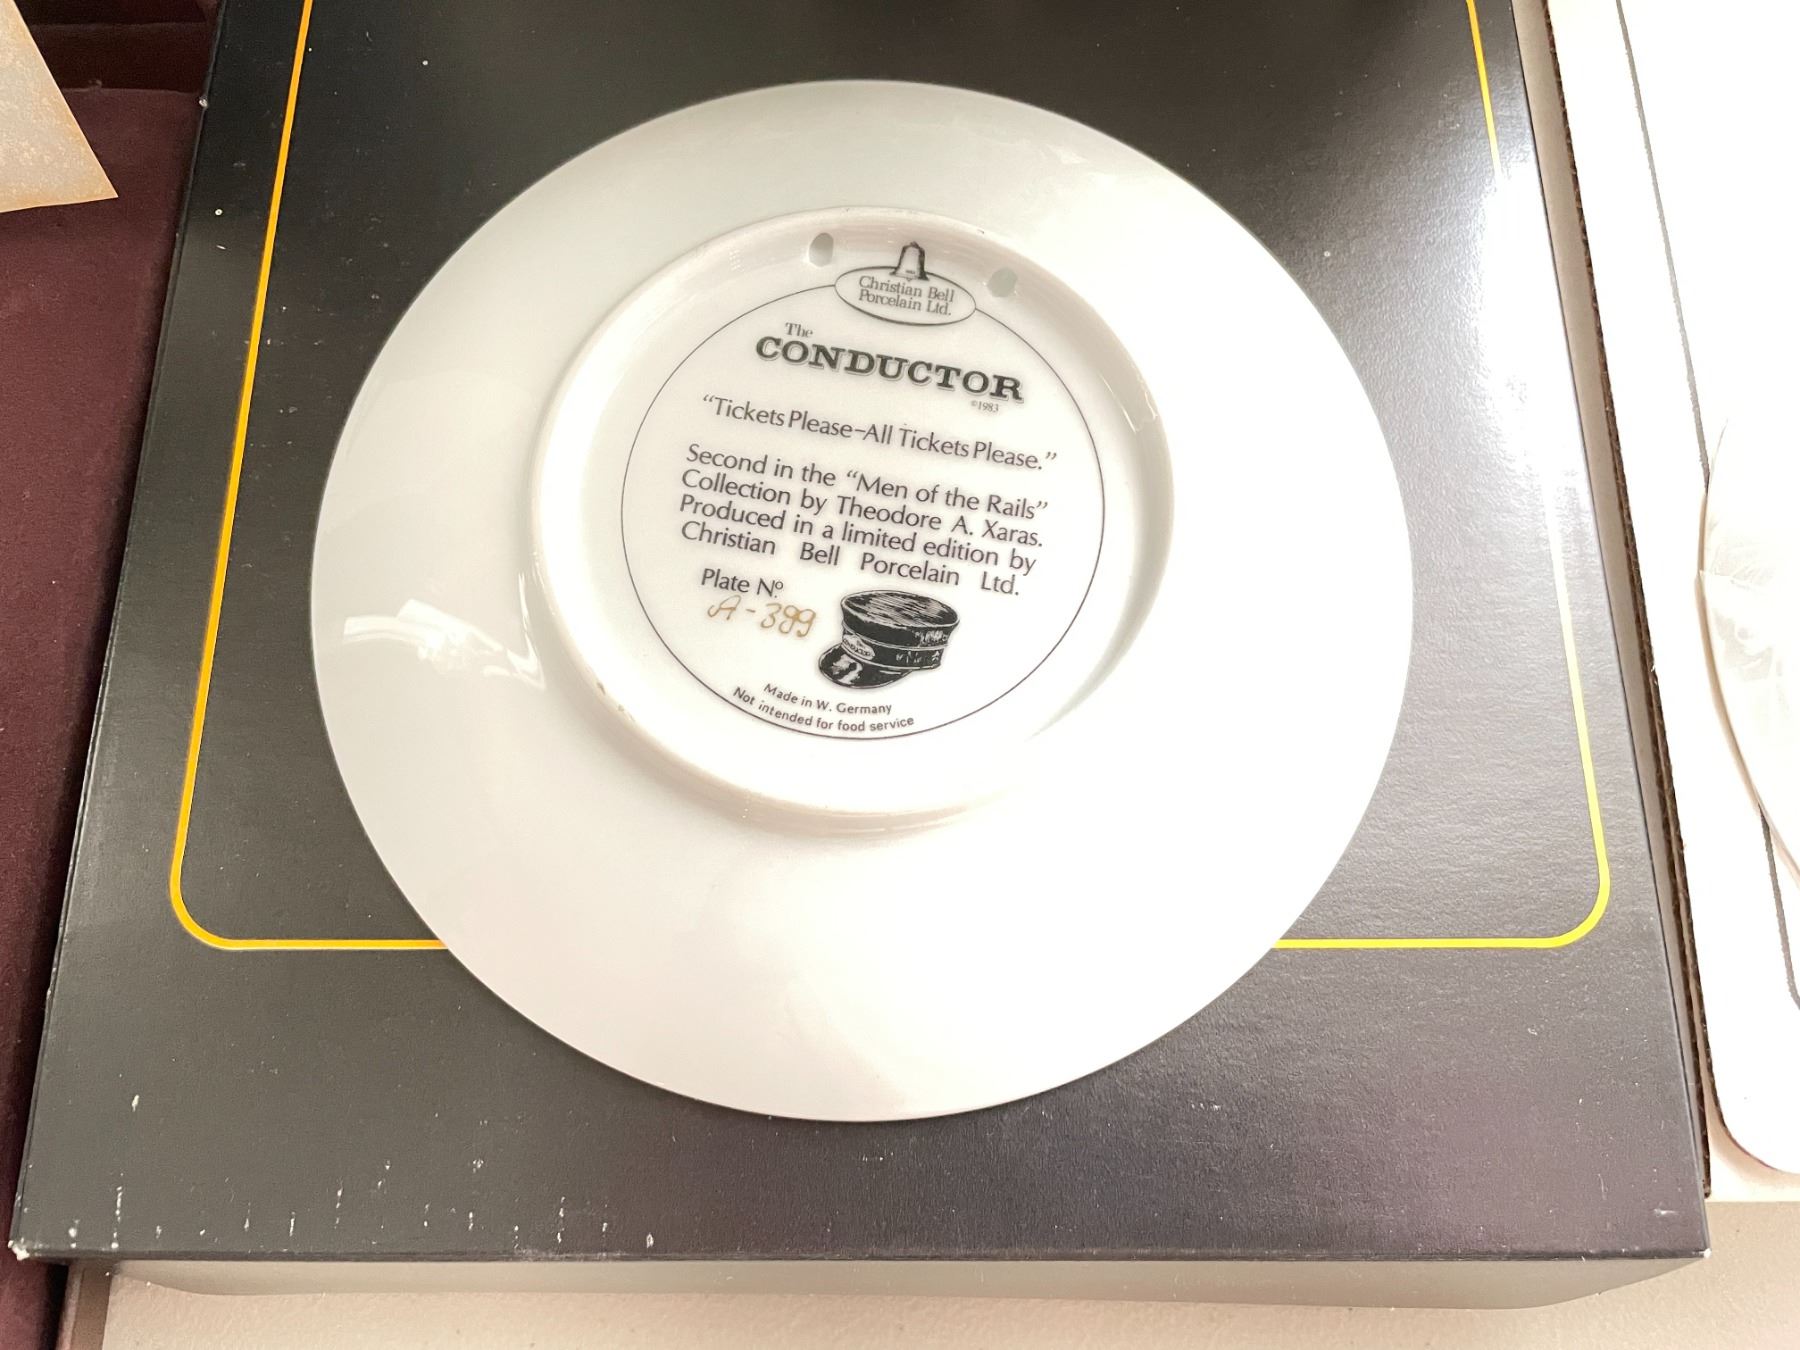 Christian Bell
Porcelain Ltd.
The
CONDUCTOR
©1983
“Tickets Please–All Tickets Please.”
Second in the “Men of the Rails”
Collection by Theodore A. Xaras.
Produced in a limited edition by
Christian Bell Porcelain Ltd.
Plate Nº
A-399
CONDUCTOR
Made in W. Germany
Not intended for food service